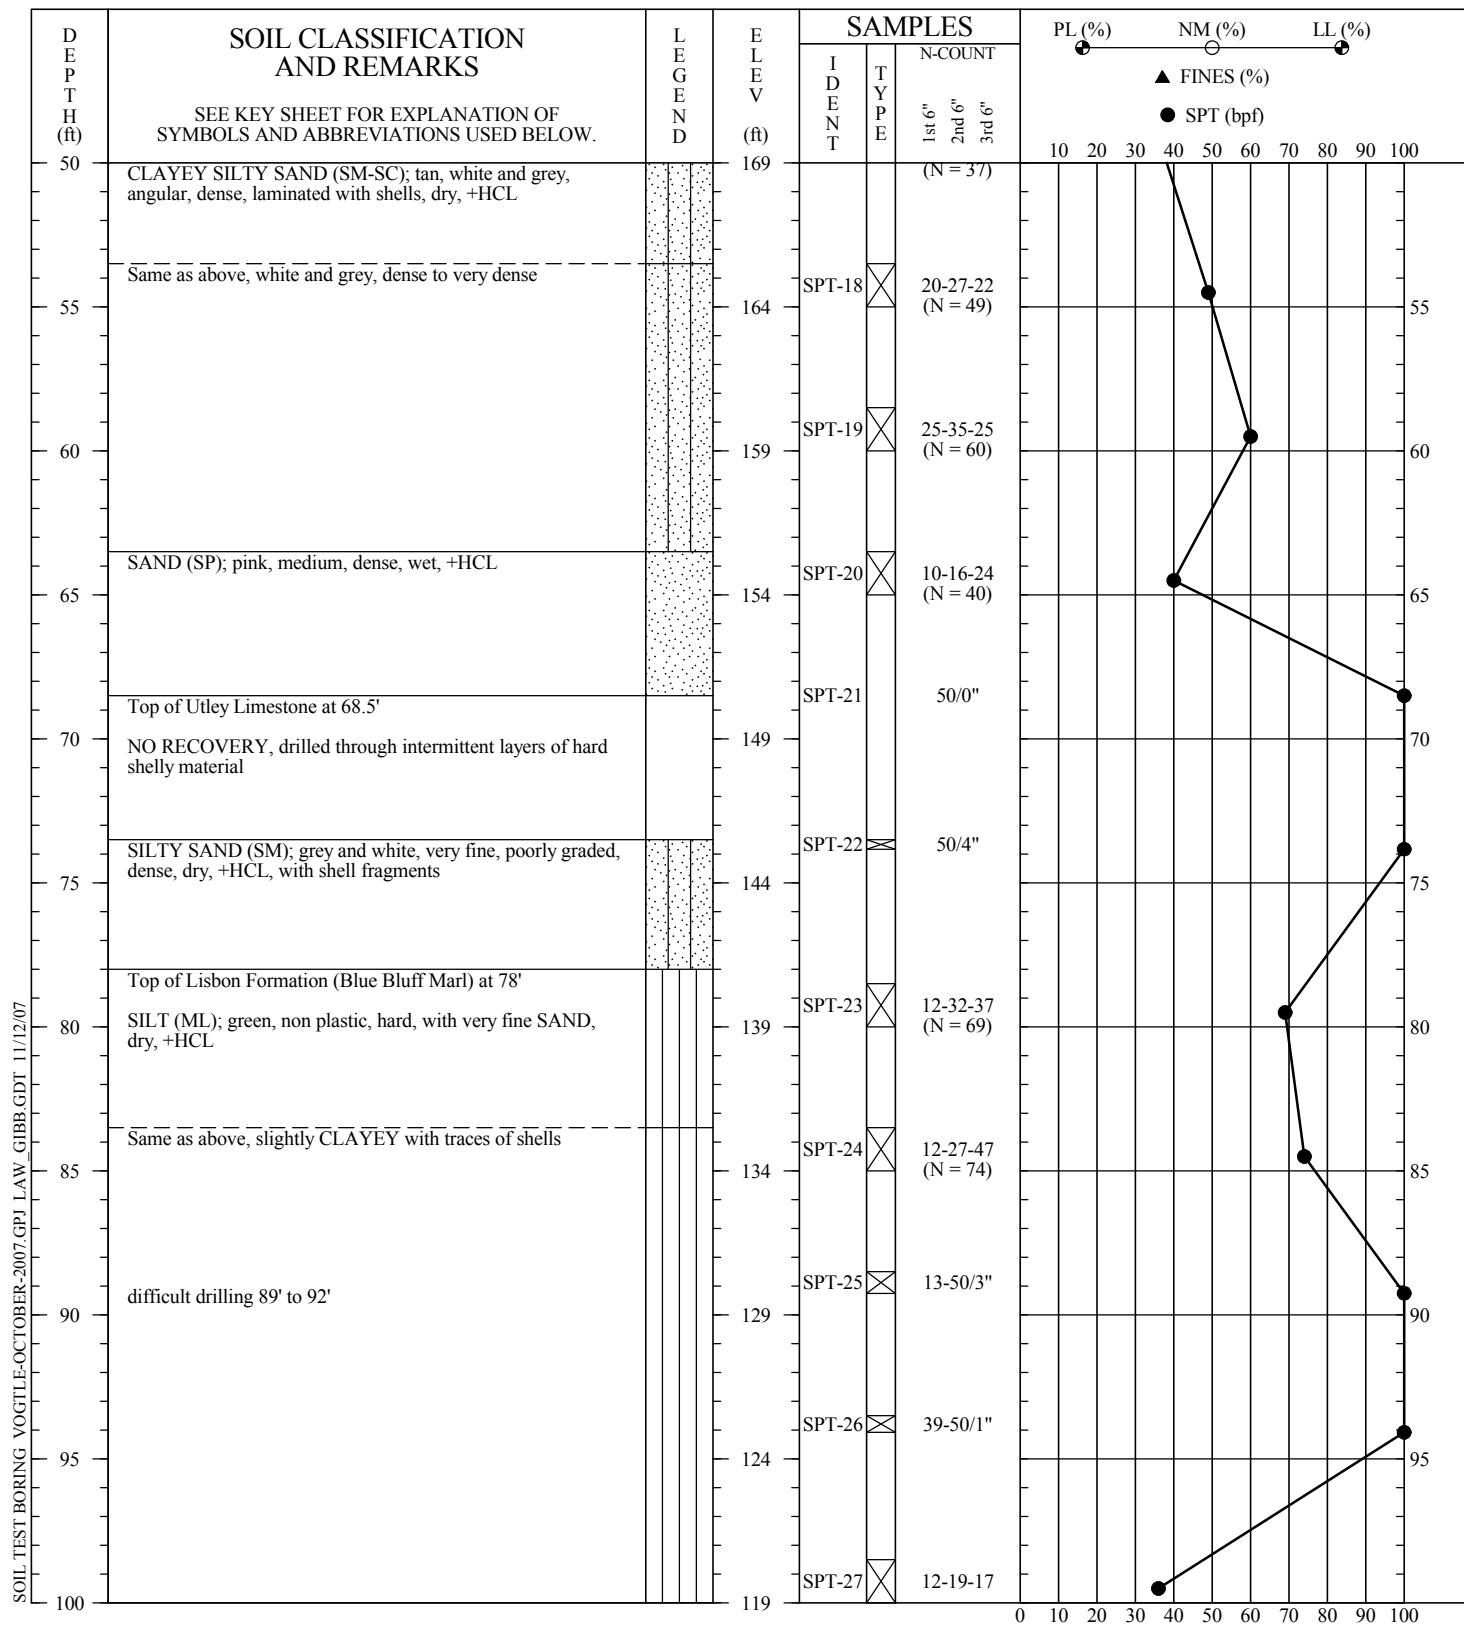 DEPTH (ft)
SOIL CLASSIFICATION
AND REMARKS
SEE KEY SHEET FOR EXPLANATION OF
SYMBOLS AND ABBREVIATIONS USED BELOW.
LEGEND
ELEV (ft)
SAMPLES
IDENT
TYPE
N-COUNT
1st 6"
2nd 6"
3rd 6"
PL (%) NM (%) LL (%)
FINES (%)
SPT (bpf)
10 20 30 40 50 60 70 80 90 100
50 169
CLAYEY SILTY SAND (SM-SC); tan, white and grey, (N = 37)
angular, dense, laminated with shells, dry, +HCL
Same as above, white and grey, dense to very dense
SPT-18 20-27-22
55 164 (N = 49) 55
SPT-19 25-35-25
60 159 (N = 60) 60
SAND (SP); pink, medium, dense, wet, +HCL
SPT-20 10-16-24
65 154 (N = 40) 65
SPT-21 50/0"
Top of Utley Limestone at 68.5'
70 149 70
NO RECOVERY, drilled through intermittent layers of hard
shelly material
SPT-22 50/4"
SILTY SAND (SM); grey and white, very fine, poorly graded,
dense, dry, +HCL, with shell fragments
75 144 75
Top of Lisbon Formation (Blue Bluff Marl) at 78'
SPT-23 12-32-37
SILT (ML); green, non plastic, hard, with very fine SAND,
80 139 (N = 69) 80
dry, +HCL
Same as above, slightly CLAYEY with traces of shells
SPT-24 12-27-47
85 134 (N = 74) 85
SPT-25 13-50/3"
difficult drilling 89' to 92'
90 129 90
SPT-26 39-50/1"
95 124 95
SPT-27 12-19-17
100 119
0 10 20 30 40 50 60 70 80 90 100
SOIL TEST BORING VOGTLE-OCTOBER-2007.GPJ LAW_GIBB.GDT 11/12/07